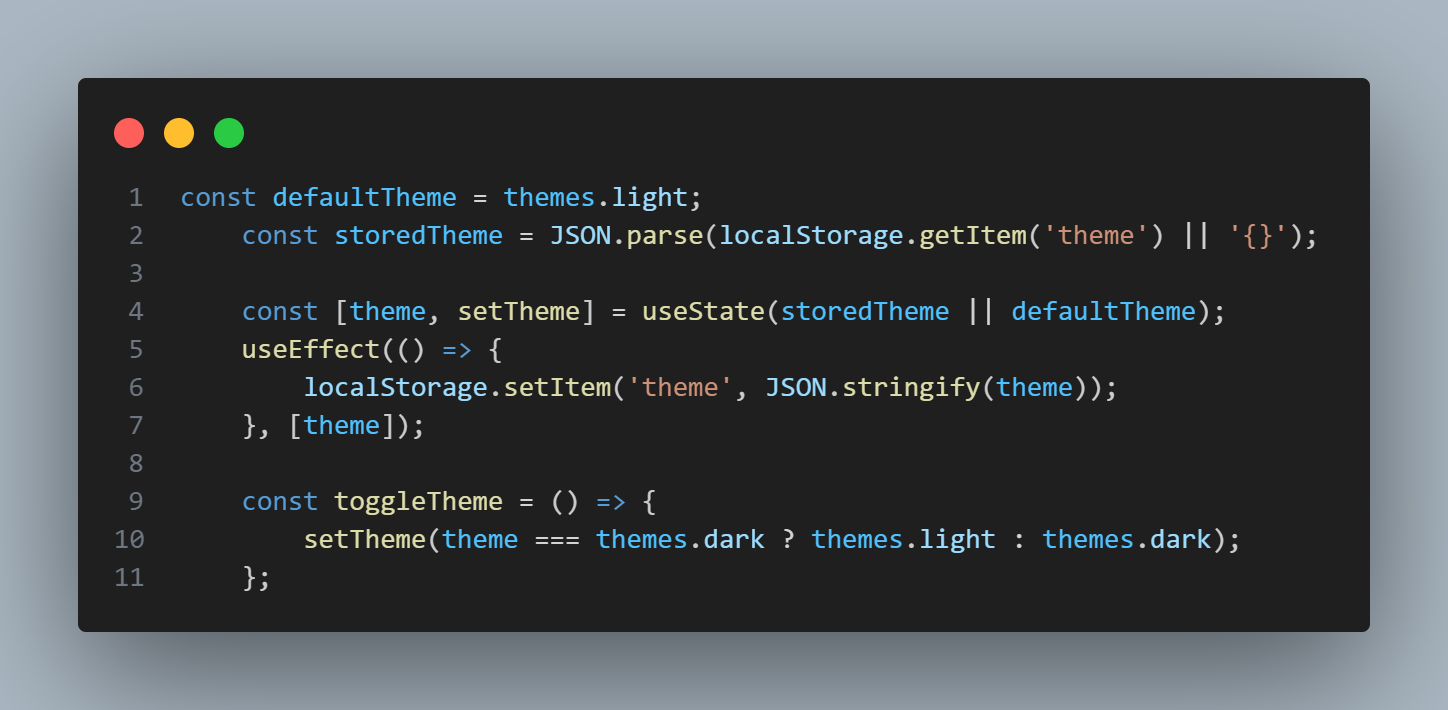 1 const defaultTheme = themes.light;
2     const storedTheme = JSON.parse(localStorage.getItem('theme') || '{}');
3
4     const [theme, setTheme] = useState(storedTheme || defaultTheme);
5     useEffect(() => {
6         localStorage.setItem('theme', JSON.stringify(theme));
7     }, [theme]);
8
9     const toggleTheme = () => {
10         setTheme(theme === themes.dark ? themes.light : themes.dark);
11     };